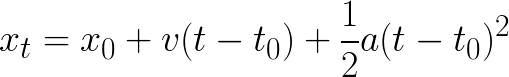 x_t = x_0 + v(t − t_0) + \frac{1}{2}a(t − t_0)^2